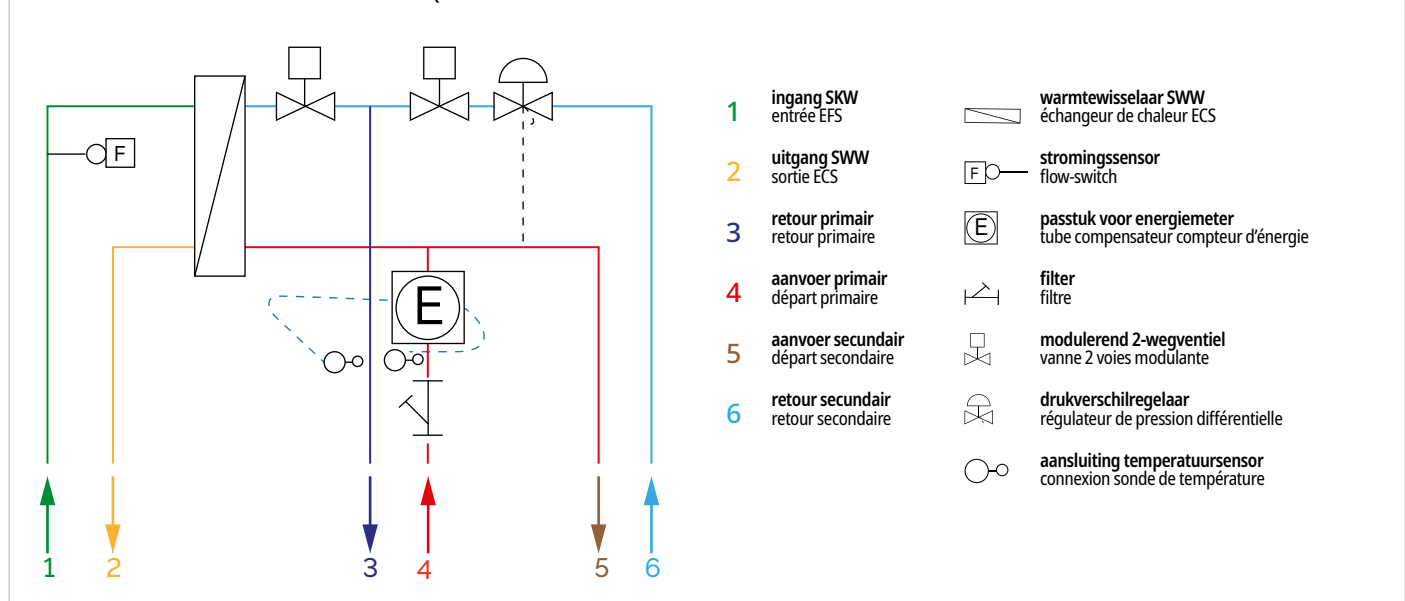 F
E
1
2
3
4
5
6
1
ingang SKW
entrée EFS
2
uitgang SWW
sortie ECS
3
retour primair
retour primaire
4
aanvoer primair
départ primaire
5
aanvoer secundair
départ secondaire
6
retour secundair
retour secondaire
warmtewisselaar SWW
échangeur de chaleur ECS
F
stromingssensor
flow-switch
E
passtuk voor energiemeter
tube compensateur compteur d’énergie
filter
filtre
modulerend 2-wegventiel
vanne 2 voies modulante
drukverschilregelaar
régulateur de pression différentielle
aansluiting temperatuursensor
connexion sonde de température